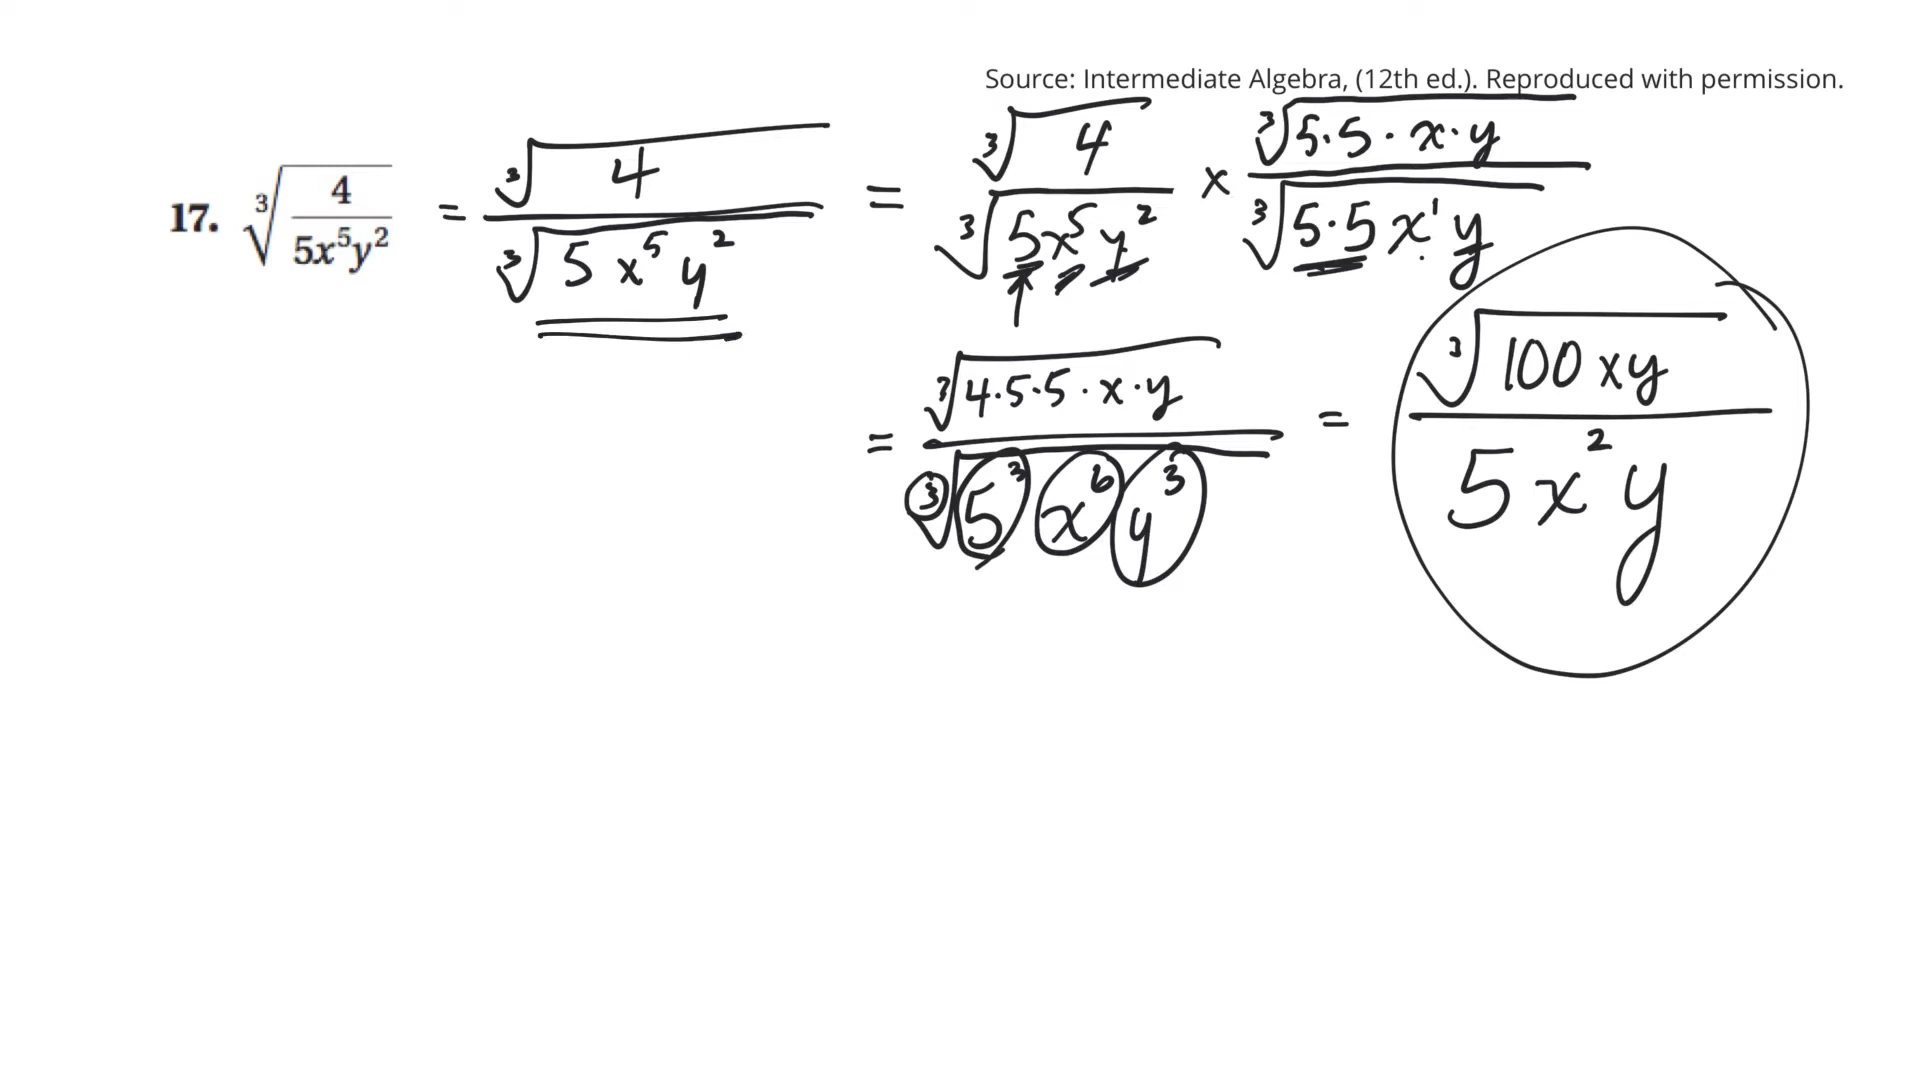 Source: Intermediate Algebra, (12th ed.). Reproduced with permission.
17. ∛(4/(5x⁵y²)) = ∛4 / ∛(5x⁵y²) = ∛4 / ∛(5x⁵y²) × ∛(5·5·x·y) / ∛(5·5x¹y)
= ∛(4·5·5·x·y) / ∛(5³x⁶y³) = ∛(100xy) / (5x²y)